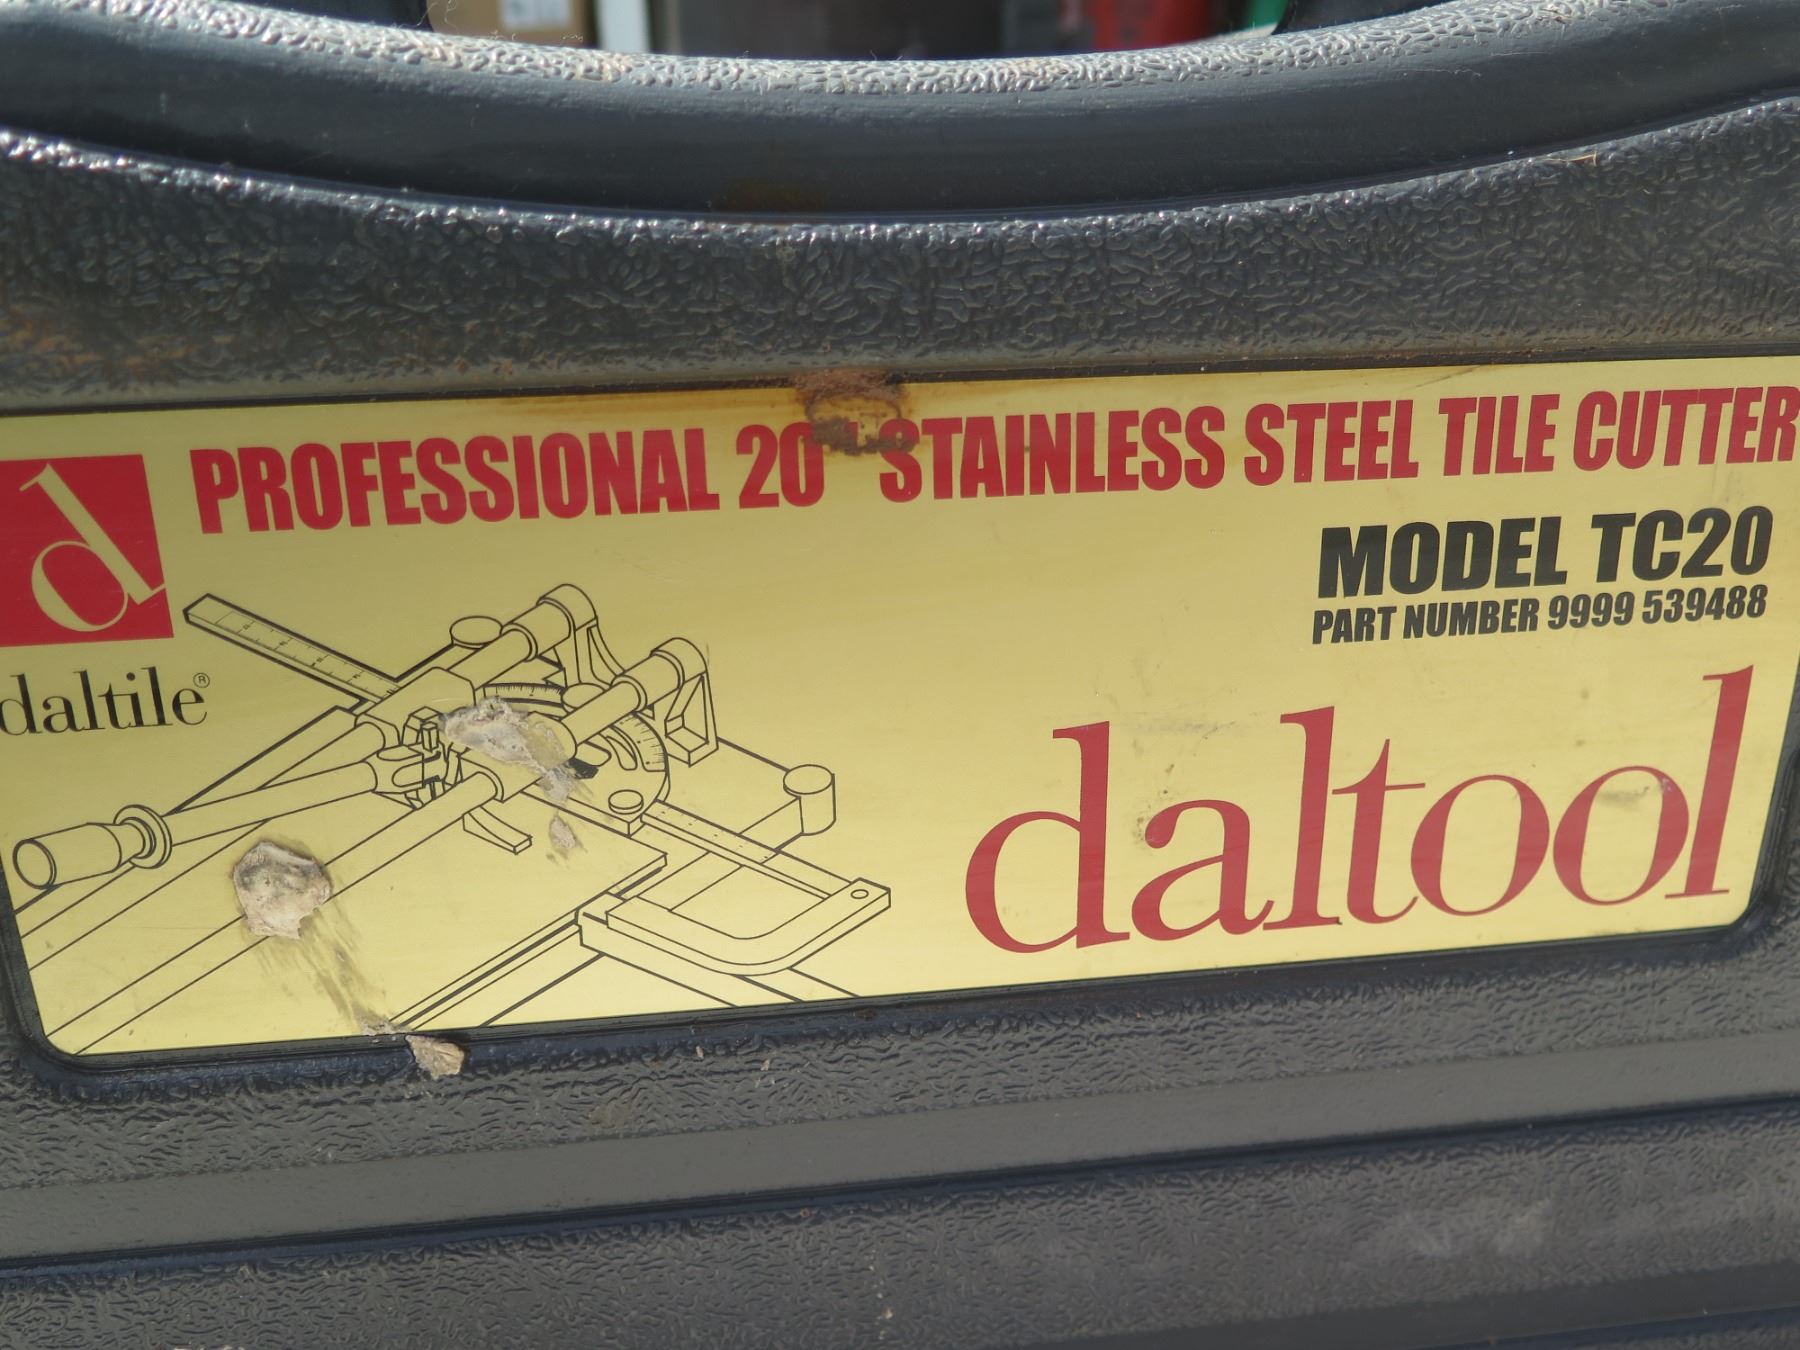 PROFESSIONAL 20" STAINLESS STEEL TILE CUTTER
MODEL TC20
PART NUMBER 9999 539488
d
daltile®
daltool